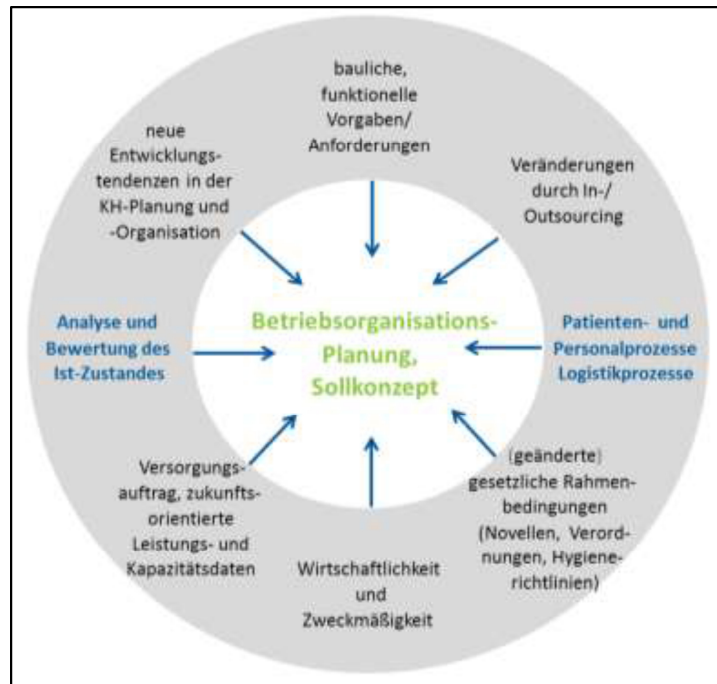 bauliche,
funktionelle
Vorgaben/
Anforderungen
Veränderungen
durch In-/
Outsourcing
Patienten- und
Personalprozesse
Logistikprozesse
(geänderte)
gesetzliche Rahmen-
bedingungen
(Novellen, Verord-
nungen, Hygiene-
richtlinien)
Wirtschaftlichkeit
und
Zweckmäßigkeit
Versorgungs-
auftrag, zukunfts-
orientierte
Leistungs- und
Kapazitätsdaten
Analyse und
Bewertung des
Ist-Zustandes
neue
Entwicklungs-
tendenzen in der
KH-Planung und
-Organisation
Betriebsorganisations-
Planung,
Sollkonzept